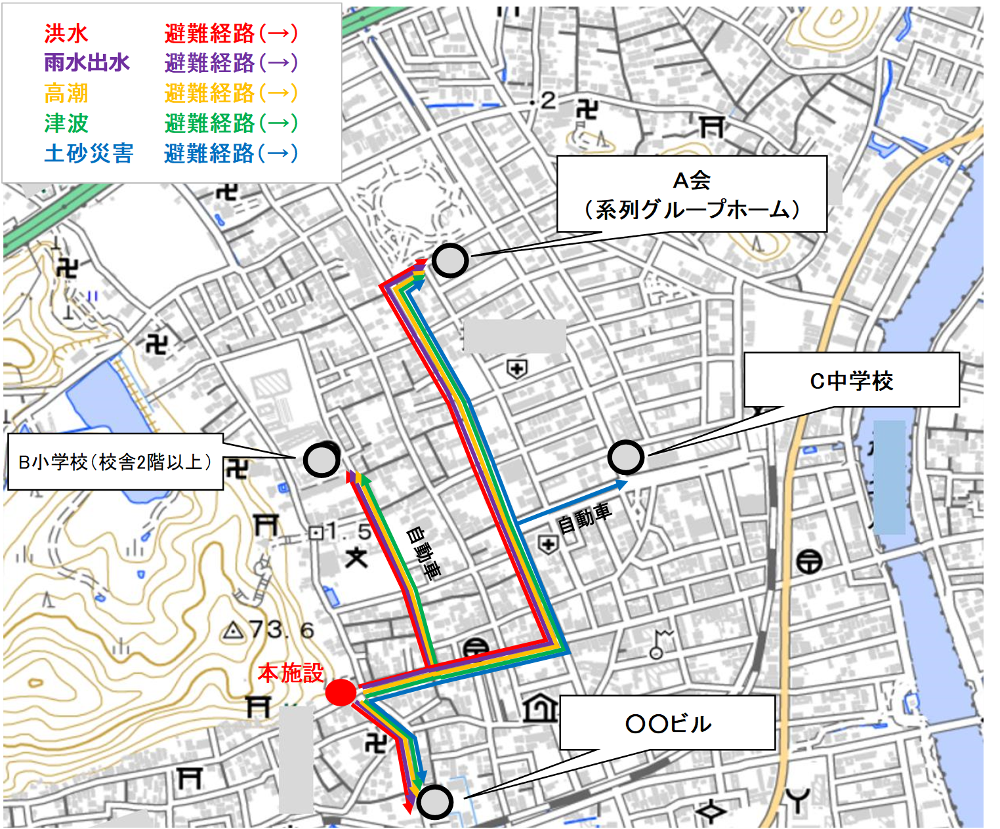 洪水 避難経路(→)
雨水出水 避難経路(→)
高潮 避難経路(→)
津波 避難経路(→)
土砂災害 避難経路(→)
・2
A会
（系列グループホーム）
C中学校
B小学校(校舎2階以上)
1.5
自動車
自動車
73.6
本施設
〇〇ビル